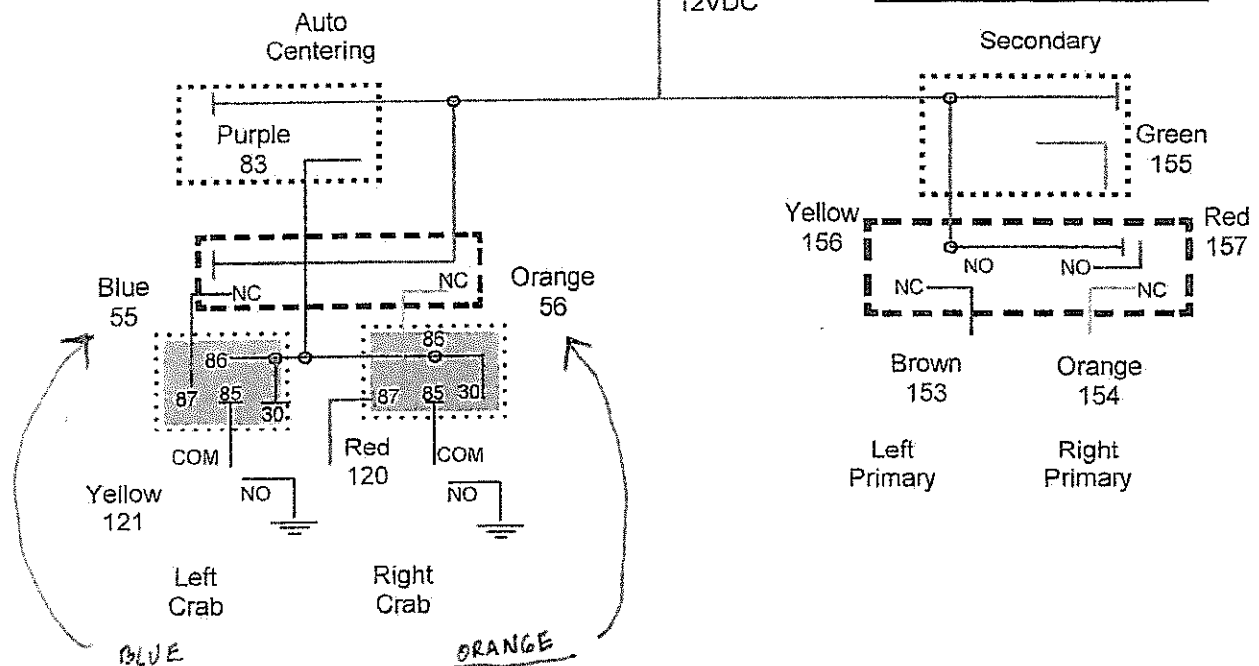 12VDC
Auto
Centering
Secondary
Purple
83
Green
155
Yellow
156
Red
157
NO
NO
NC
NC
Blue
55
NC
NC
Orange
56
86
86
87
85
30
87
85
30
Brown
153
Orange
154
COM
Red
120
COM
Left
Primary
Right
Primary
Yellow
121
NO
NO
Left
Crab
Right
Crab
BLUE
ORANGE